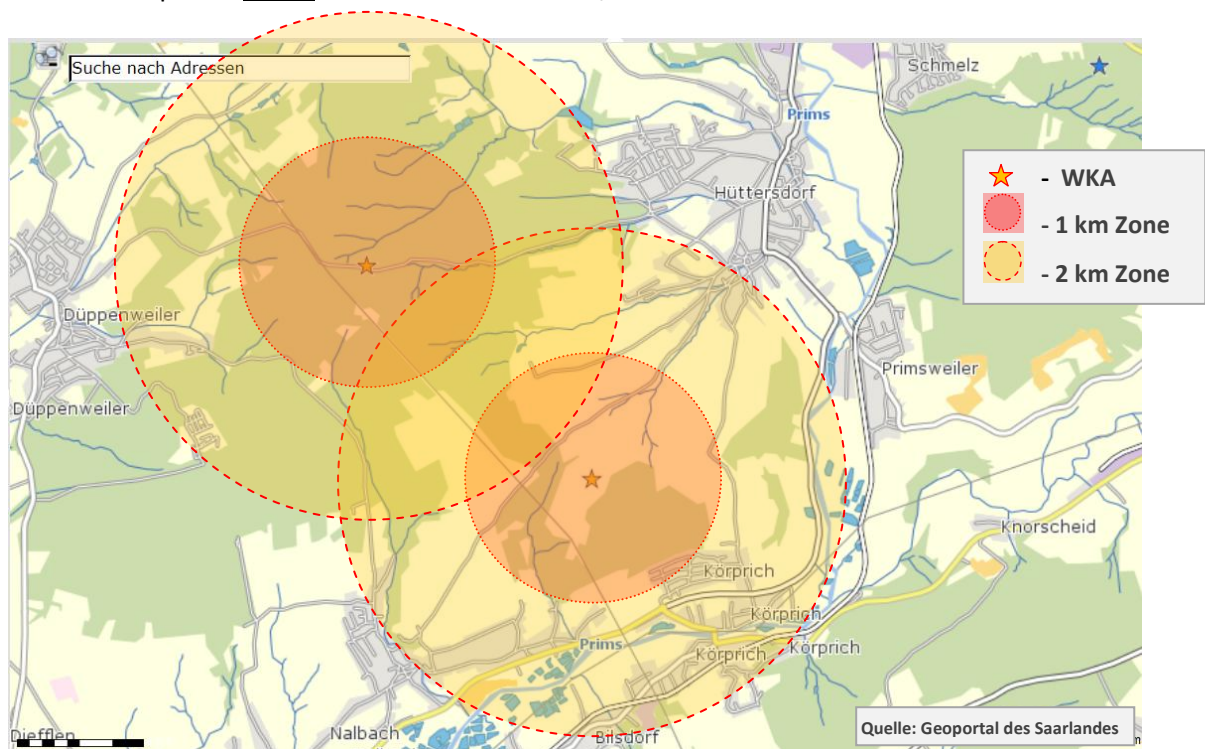 Suche nach Adressen
Schmelz
Prims
Hüttersdorf
- WKA
- 1 km Zone
- 2 km Zone
Düppenweiler
Primsweiler
Düppenweiler
Knorscheid
Körprich
Körprich
Prims
Körprich
Körprich
Nalbach
Bilsdorf
Diefflen
Quelle: Geoportal des Saarlandes
m